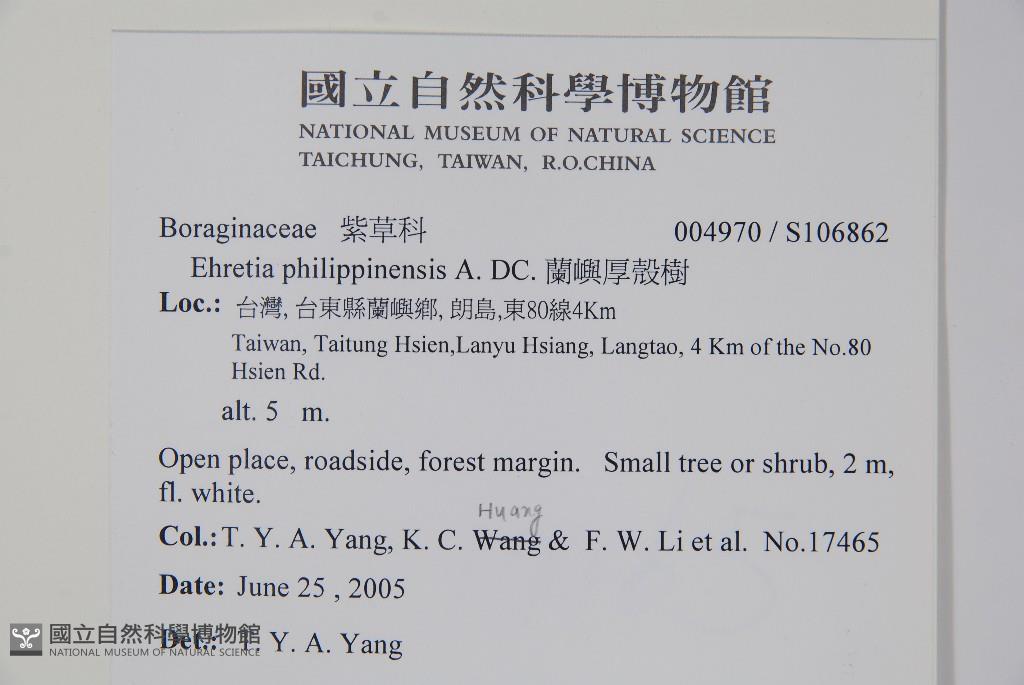 國立自然科學博物館
NATIONAL MUSEUM OF NATURAL SCIENCE
TAICHUNG, TAIWAN, R.O.CHINA
Boraginaceae 紫草科 004970 / S106862
Ehretia philippinensis A. DC. 蘭嶼厚殼樹
Loc.: 台灣, 台東縣蘭嶼鄉, 朗島,東80線4Km
Taiwan, Taitung Hsien,Lanyu Hsiang, Langtao, 4 Km of the No.80
Hsien Rd.
alt. 5 m.
Open place, roadside, forest margin. Small tree or shrub, 2 m,
fl. white.
Huang
Col.: T. Y. A. Yang, K. C. Wang & F. W. Li et al. No.17465
Date: June 25 , 2005
Det.: T. Y. A. Yang
國立自然科學博物館
NATIONAL MUSEUM OF NATURAL SCIENCE